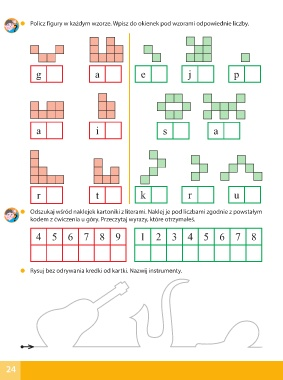 Policz figury w każdym wzorze. Wpisz do okienek pod wzorami odpowiednie liczby.
g a e j p
a i s a
r t k r u
Odszukaj wśród naklejek kartoniki z literami. Naklej je pod liczbami zgodnie z powstałym
kodem z ćwiczenia u góry. Przeczytaj wyrazy, które otrzymałeś.
4 5 6 7 8 9 1 2 3 4 5 6 7 8
Rysuj bez odrywania kredki od kartki. Nazwij instrumenty.
24